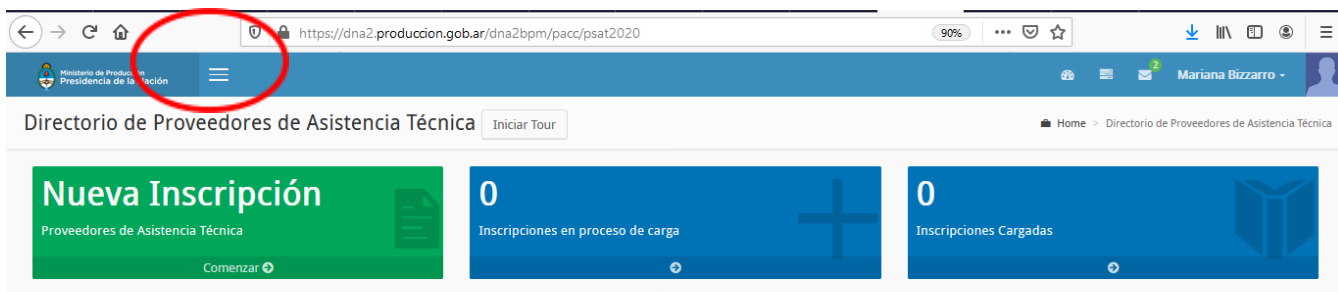 https://dna2.produccion.gob.ar/dna2bpm/pacc/psat2020 90%
Ministerio de Producción
Presidencia de la Nación
2
Mariana Bizzarro
Directorio de Proveedores de Asistencia Técnica Iniciar Tour Home > Directorio de Proveedores de Asistencia Técnica
Nueva Inscripción 0 0
Proveedores de Asistencia Técnica Inscripciones en proceso de carga Inscripciones Cargadas
Comenzar